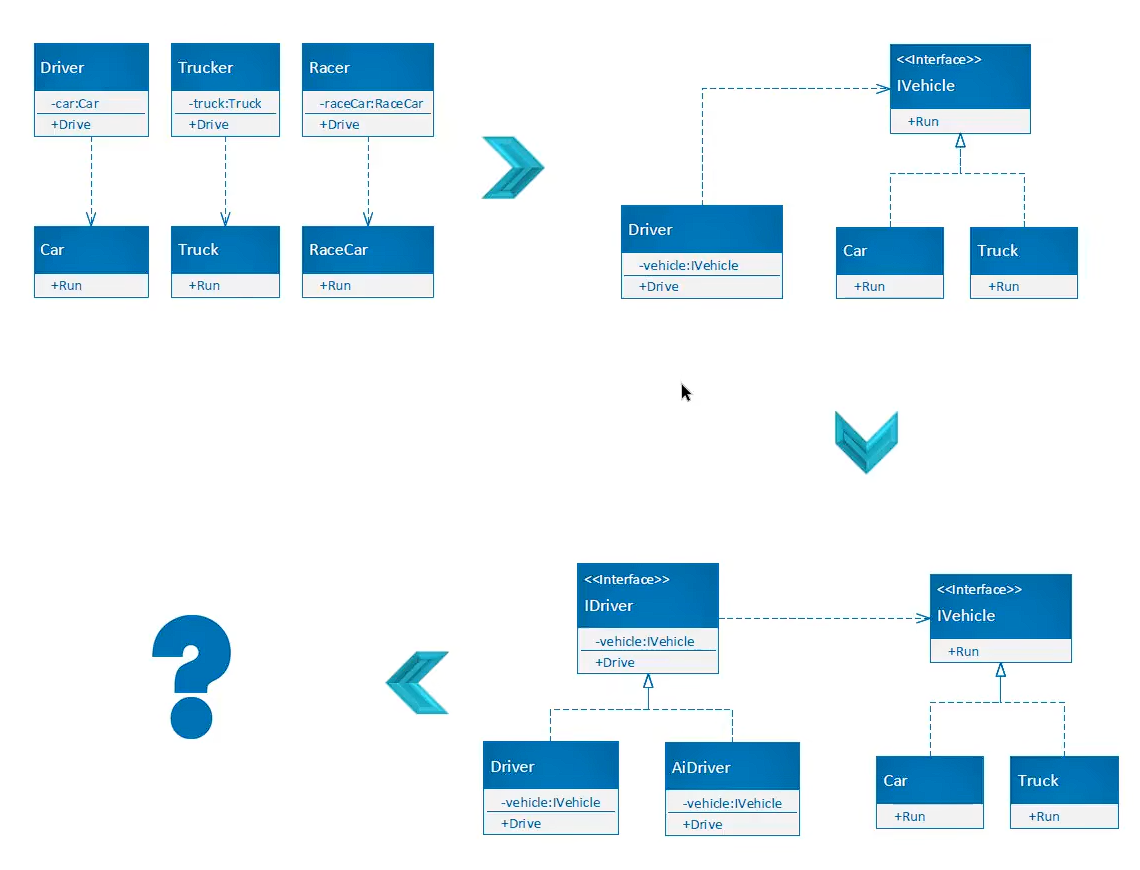 Driver
-car:Car
+Drive
Trucker
-truck:Truck
+Drive
Racer
-raceCar:RaceCar
+Drive
Car
+Run
Truck
+Run
RaceCar
+Run
<<Interface>>
IVehicle
+Run
Driver
-vehicle:IVehicle
+Drive
Car
+Run
Truck
+Run
<<Interface>>
IDriver
-vehicle:IVehicle
+Drive
<<Interface>>
IVehicle
+Run
Driver
-vehicle:IVehicle
+Drive
AiDriver
-vehicle:IVehicle
+Drive
Car
+Run
Truck
+Run
?